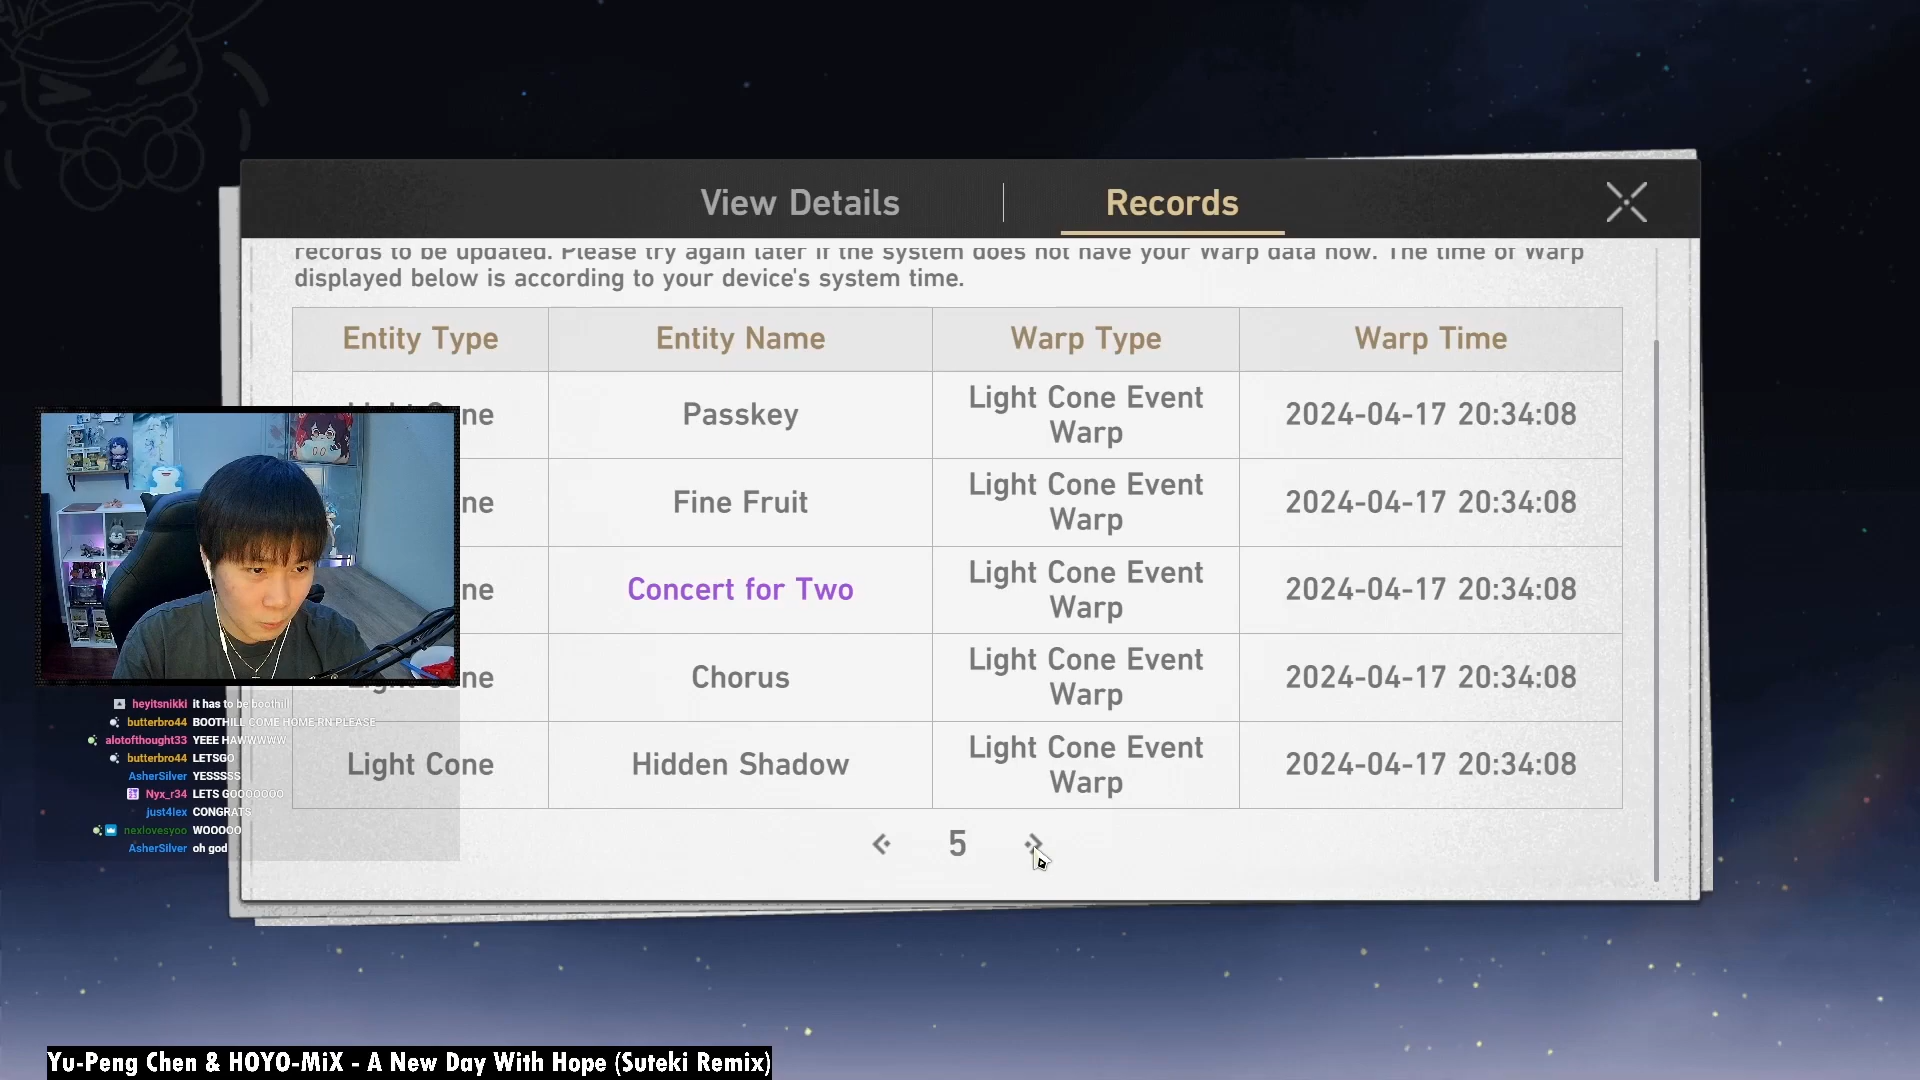 View Details
Records
records to be updated. Please try again later if the system does not have your Warp data now. The time of Warp
displayed below is according to your device's system time.
Entity Type Entity Name Warp Type Warp Time
Light Cone Passkey Light Cone Event Warp 2024-04-17 20:34:08
ne Fine Fruit Light Cone Event Warp 2024-04-17 20:34:08
ne Concert for Two Light Cone Event Warp 2024-04-17 20:34:08
Light Cone Chorus Light Cone Event Warp 2024-04-17 20:34:08
Light Cone Hidden Shadow Light Cone Event Warp 2024-04-17 20:34:08
5
heyitsnikki it has to be boothill
butterbro44 BOOTHILL COME HOME RN PLEASE
alotofthought33 YEEE HAWWWWW
butterbro44 LETSGO
AsherSilver YESSSSS
Nyx_r34 LETS GOOOOOOO
just4lex CONGRATS
nexlovesyoo WOOOOO
AsherSilver oh god
Yu-Peng Chen & HOYO-MiX - A New Day With Hope (Suteki Remix)